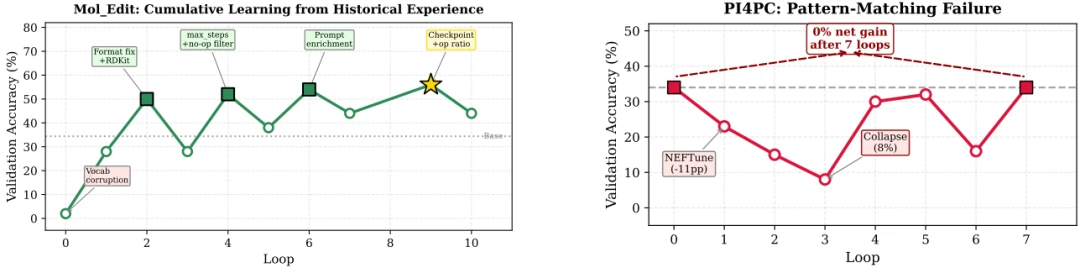 Mol_Edit: Cumulative Learning from Historical Experience
Validation Accuracy (%)
80
70
60
50
40
30
20
10
0
Format fix
+RDKit
max_steps
+no-op filter
Prompt
enrichment
Checkpoint
+op ratio
Base
Vocab
corruption
0 2 4 6 8 10
Loop
PI4PC: Pattern-Matching Failure
Validation Accuracy (%)
50
40
30
20
10
0
0% net gain
after 7 loops
NEFTune
(-11pp)
Collapse
(8%)
0 1 2 3 4 5 6 7
Loop